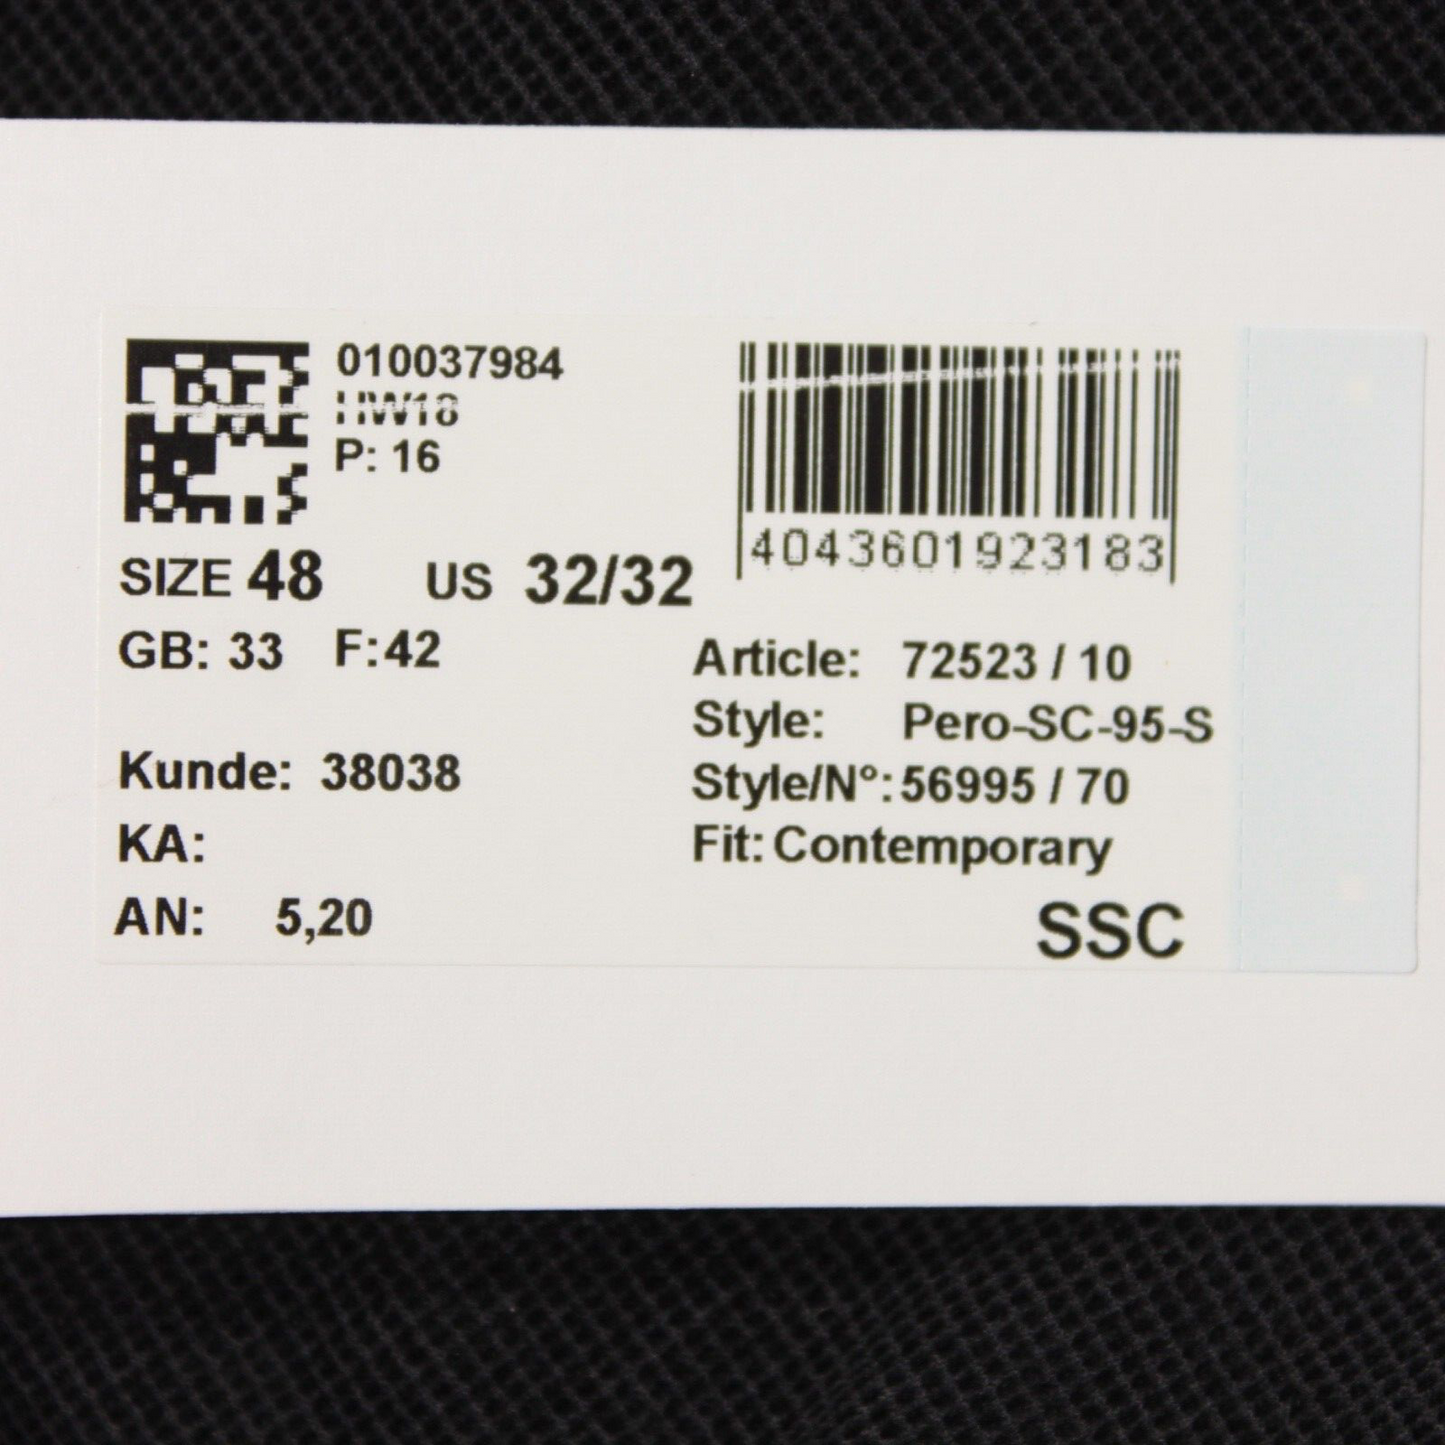 010037984
HW18
P: 16
4043601923183
SIZE 48 US 32/32
GB: 33 F:42
Article: 72523 / 10
Style: Pero-SC-95-S
Style/N°: 56995 / 70
Fit: Contemporary
Kunde: 38038
KA:
AN: 5,20
SSC